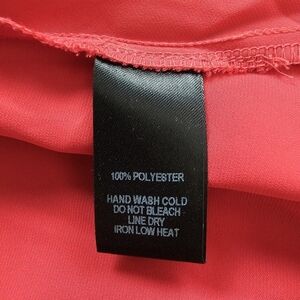 100% POLYESTER
HAND WASH COLD
DO NOT BLEACH
LINE DRY
IRON LOW HEAT